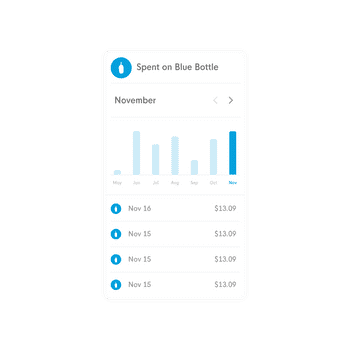 Spent on Blue Bottle
November
May Jun Jul Aug Sep Oct Nov
Nov 16 $13.09
Nov 15 $13.09
Nov 15 $13.09
Nov 15 $13.09